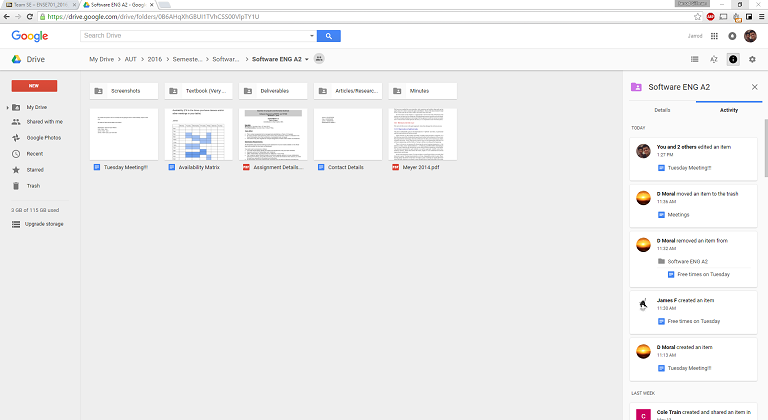 Team SE – ENSE701_2016
Software ENG A2 – Googl
https://drive.google.com/drive/folders/0B6AHqXhGBUI1TVhCSS00VlpTY1U
Google
Search Drive
Jarrod
Drive
My Drive > AUT > 2016 > Semeste... > Softwar... > Software ENG A2
NEW
My Drive
Shared with me
Google Photos
Recent
Starred
Trash
3 GB of 115 GB used
Upgrade storage
Screenshots
Textbook (Very ...
Deliverables
Articles/Researc...
Minutes
Tuesday Meeting!!!
Availability Matrix
Assignment Details...
Contact Details
Meyer 2014.pdf
Software ENG A2
Details
Activity
TODAY
You and 2 others edited an item
1:27 PM
Tuesday Meeting!!!
D Moral moved an item to the trash
11:36 AM
Meetings
D Moral removed an item from
11:32 AM
Software ENG A2
Free times on Tuesday
James F created an item
11:30 AM
Free times on Tuesday
D Moral created an item
11:13 AM
Tuesday Meeting!!!
LAST WEEK
Cole Train created and shared an item in